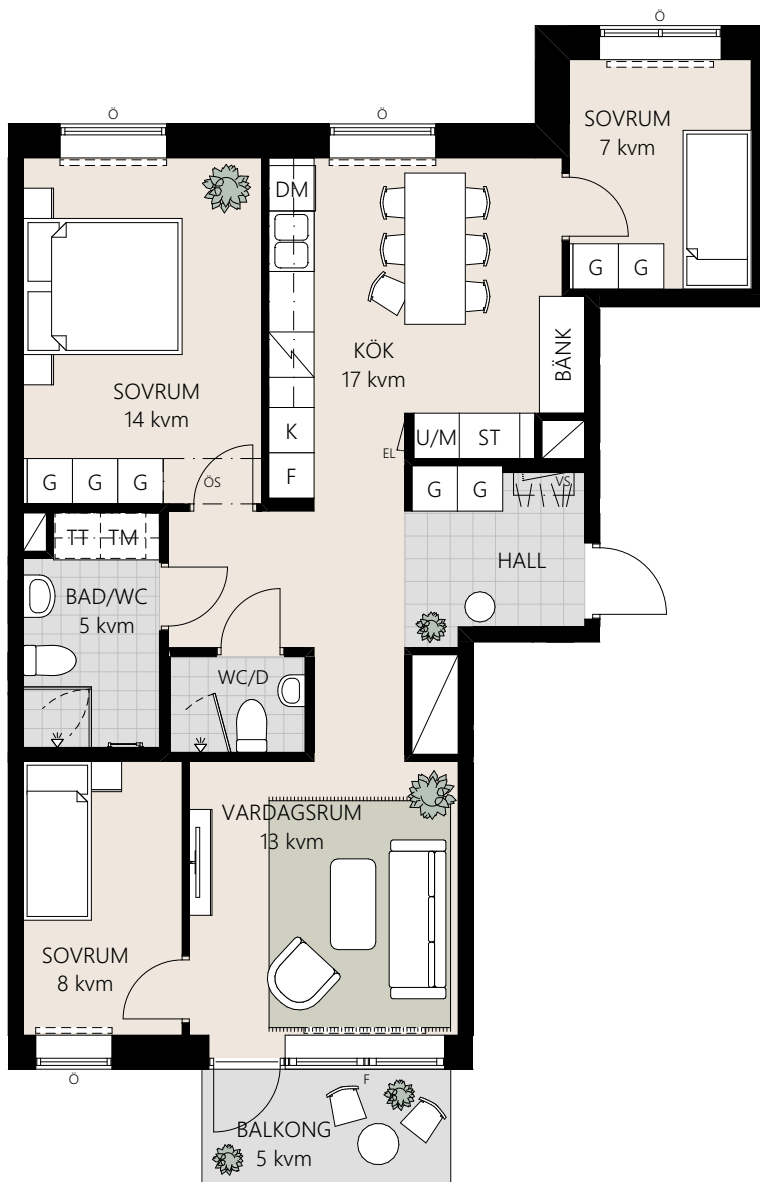 Ö
SOVRUM
7 kvm
Ö
Ö
DM
G G
KÖK
17 kvm
BÄNK
SOVRUM
14 kvm
K
U/M ST
EL
F
G G G
ÖS
G G
VS
TT TM
HALL
BAD/WC
5 kvm
WC/D
VARDAGSRUM
13 kvm
SOVRUM
8 kvm
Ö
F
BALKONG
5 kvm